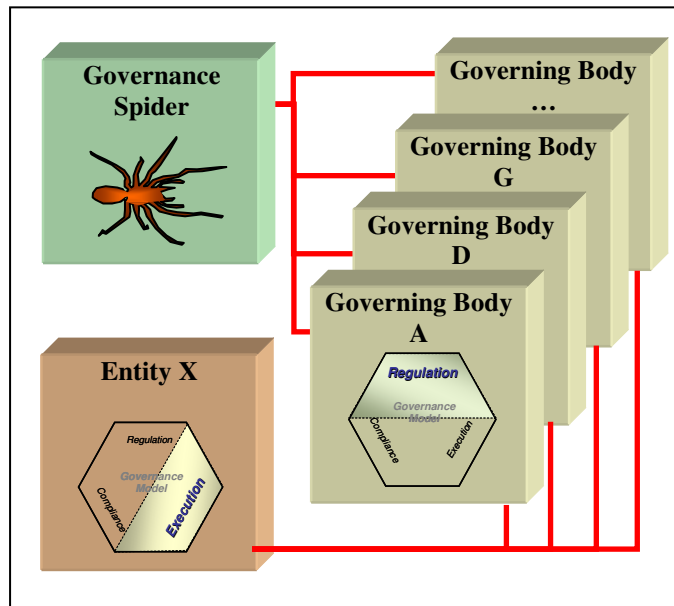 Governance
Spider
Governing Body
…
Governing Body
G
Governing Body
D
Governing Body
A
Regulation
Governance
Model
Compliance
Execution
Entity X
Regulation
Governance
Model
Compliance
Execution